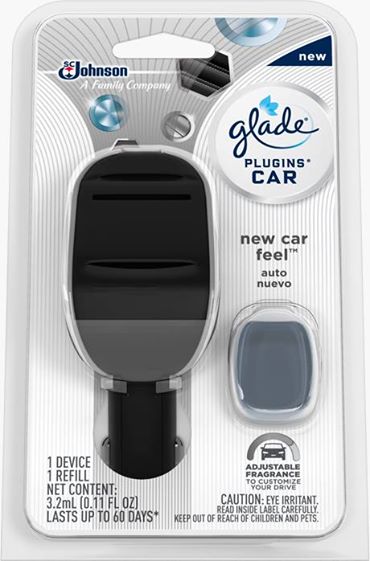 SC Johnson
A Family Company
new
glade®
PLUGINS®
CAR
new car
feel™
auto
nuevo
ADJUSTABLE
FRAGRANCE
TO CUSTOMIZE
YOUR DRIVE
1 DEVICE
1 REFILL
NET CONTENT:
3.2mL (0.11 FL OZ)
LASTS UP TO 60 DAYS*
CAUTION: EYE IRRITANT.
READ INSIDE LABEL CAREFULLY.
KEEP OUT OF REACH OF CHILDREN AND PETS.